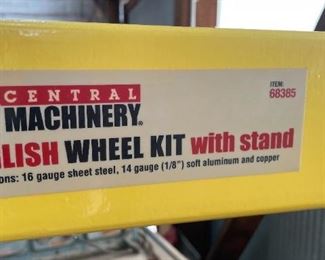 CENTRAL
MACHINERY®
ITEM:
68385
LISH WHEEL KIT with stand
ons: 16 gauge sheet steel, 14 gauge (1/8") soft aluminum and copper